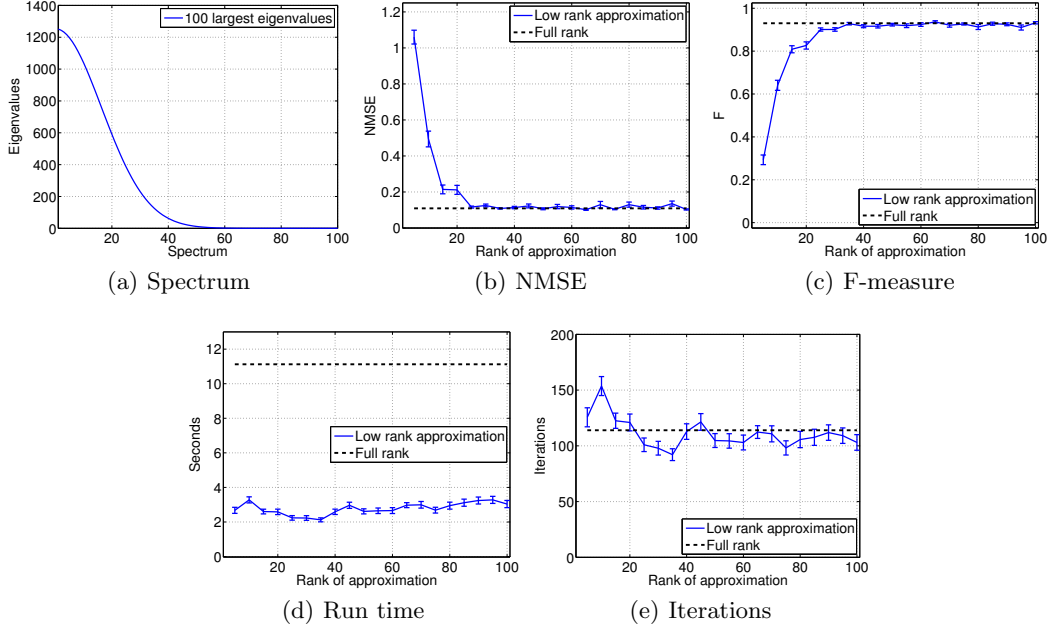 1400
1200
1000
800
600
400
200
0
Eigenvalues
100 largest eigenvalues
20
40
60
80
100
Spectrum
(a) Spectrum
1.2
1
0.8
0.6
0.4
0.2
0
NMSE
Low rank approximation
Full rank
20
40
60
80
100
Rank of approximation
(b) NMSE
1
0.8
0.6
0.4
0.2
0
F
Low rank approximation
Full rank
20
40
60
80
100
Rank of approximation
(c) F-measure
12
10
8
6
4
2
0
Seconds
Low rank approximation
Full rank
20
40
60
80
100
Rank of approximation
(d) Run time
200
150
100
50
0
Iterations
Low rank approximation
Full rank
20
40
60
80
100
Rank of approximation
(e) Iterations